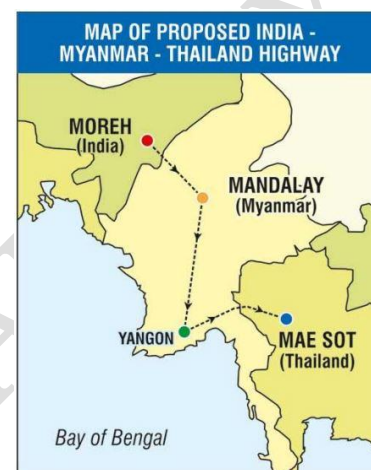 MAP OF PROPOSED INDIA -
MYANMAR - THAILAND HIGHWAY
MOREH
(India)
MANDALAY
(Myanmar)
YANGON
MAE SOT
(Thailand)
Bay of Bengal